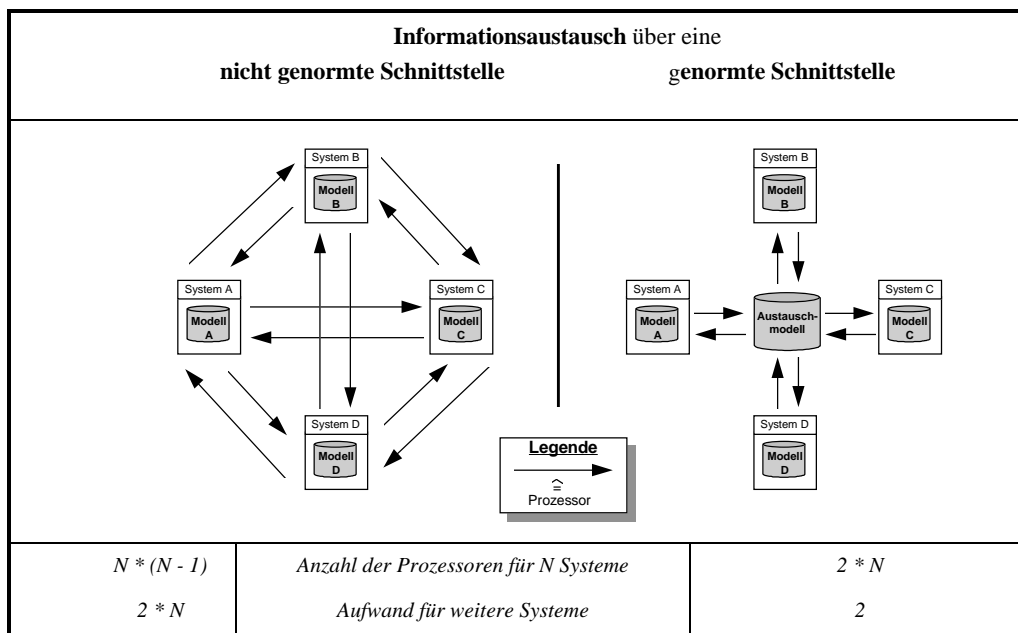 Informationsaustausch über eine
nicht genormte Schnittstelle
genormte Schnittstelle
System B
Modell
B
System A
Modell
A
System C
Modell
C
System D
Modell
D
System B
Modell
B
System A
Modell
A
Austausch-
modell
System C
Modell
C
System D
Modell
D
Legende
≙
Prozessor
N * (N - 1)
Anzahl der Prozessoren für N Systeme
2 * N
2 * N
Aufwand für weitere Systeme
2